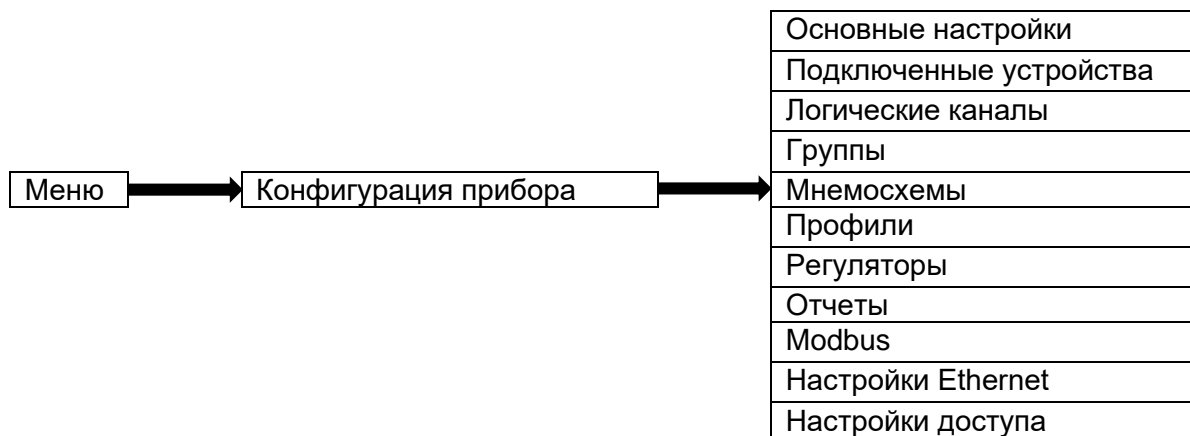 Основные настройки
Подключенные устройства
Логические каналы
Группы
Меню
Конфигурация прибора
Мнемосхемы
Профили
Регуляторы
Отчеты
Modbus
Настройки Ethernet
Настройки доступа